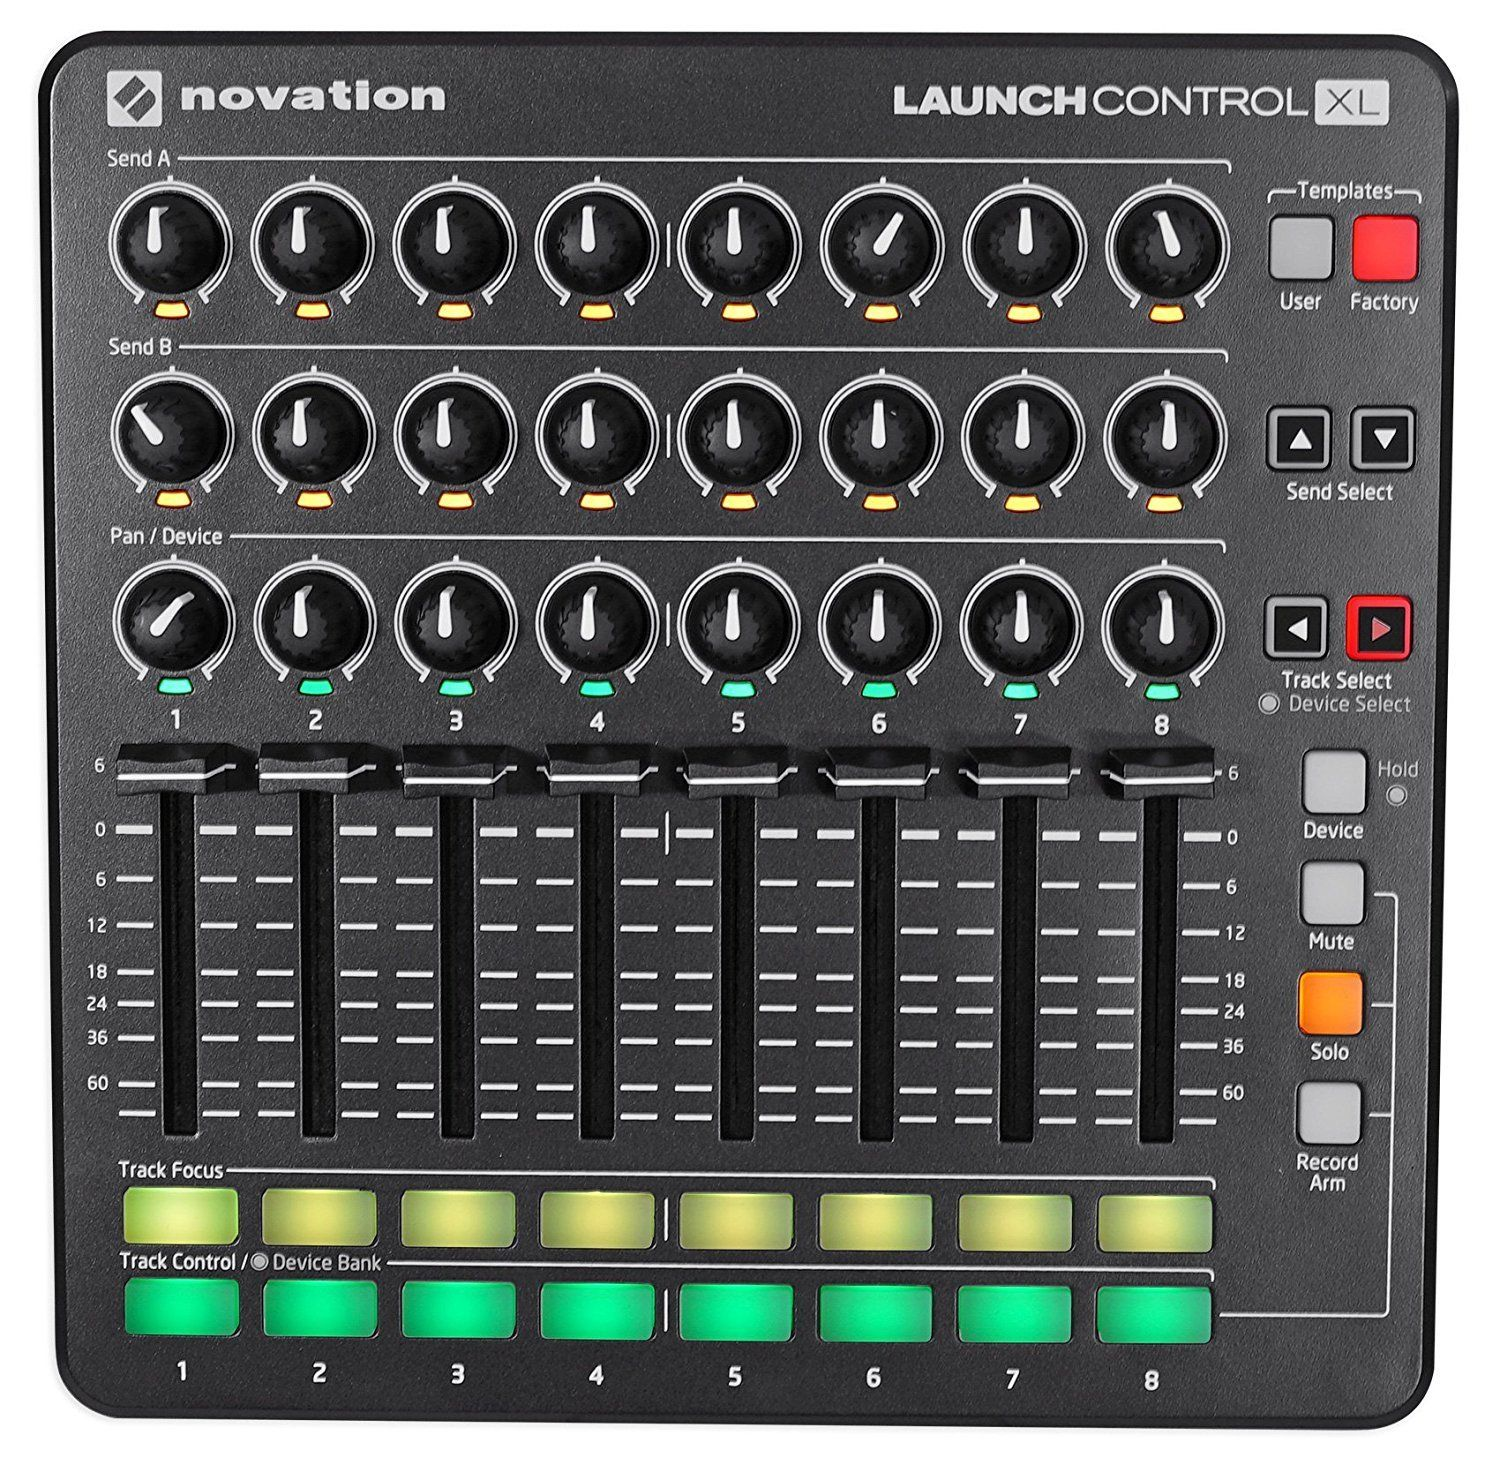 novation
LAUNCHCONTROL XL
Send A
Templates
User Factory
Send B
Send Select
Pan / Device
Track Select
Device Select
1 2 3 4 5 6 7 8
6 6
Hold
Device
0 0
6 6
12 12
Mute
18 18
24 24
36 36
Solo
60 60
Record
Arm
Track Focus
Track Control / Device Bank
1 2 3 4 5 6 7 8